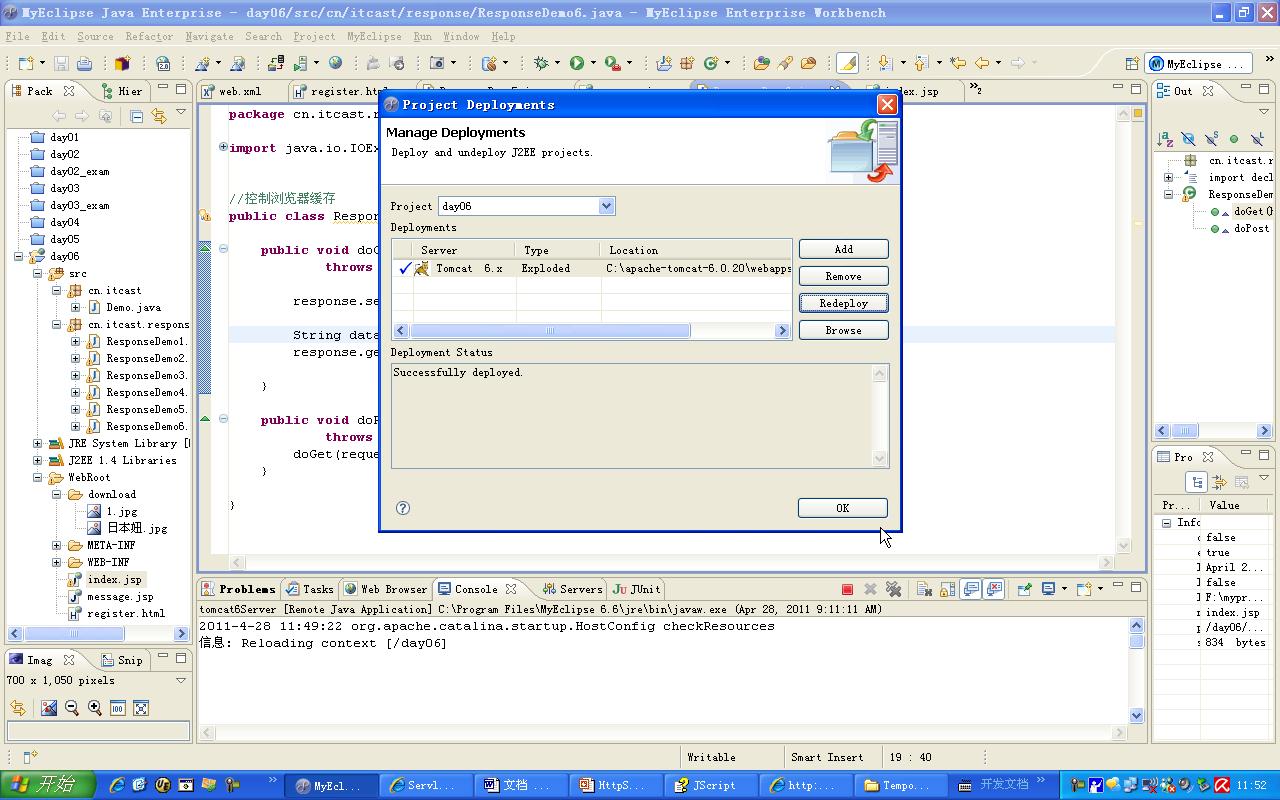 MyEclipse Java Enterprise - day06/src/cn/itcast/response/ResponseDemo6.java - MyEclipse Enterprise Workbench
File Edit Source Refactor Navigate Search Project MyEclipse Run Window Help
MyEclipse ...
Pack
Hier
day01
day02
day02_exam
day03
day03_exam
day04
day05
day06
src
cn.itcast
Demo.java
cn.itcast.respons
ResponseDemo1.
ResponseDemo2.
ResponseDemo3.
ResponseDemo4.
ResponseDemo5.
ResponseDemo6.
JRE System Library [
J2EE 1.4 Libraries
WebRoot
download
1.jpg
日本妞.jpg
META-INF
WEB-INF
index.jsp
message.jsp
register.html
Imag
Snip
700 x 1,050 pixels
web.xml
register.ht
index.jsp
2
package cn.itcast.r
import java.io.IOEx
//控制浏览器缓存
public class Respon
public void doG
throws
response.se
String data
response.ge
}
public void doP
throws
doGet(reque
}
}
Project Deployments
Manage Deployments
Deploy and undeploy J2EE projects.
Project day06
Deployments
Server Type Location
Tomcat 6.x Exploded C:\apache-tomcat-6.0.20\webapps
Add
Remove
Redeploy
Browse
Deployment Status
Successfully deployed.
OK
Out
cn.itcast.r
import decl
ResponseDem
doGet(H
doPost
Pro
Pr... Value
Info
false
true
April 2...
false
F:\mypr...
index.jsp
/day06/...
834 bytes
Problems Tasks Web Browser Console Servers JUnit
tomcat6Server [Remote Java Application] C:\Program Files\MyEclipse 6.6\jre\bin\javaw.exe (Apr 28, 2011 9:11:11 AM)
2011-4-28 11:49:22 org.apache.catalina.startup.HostConfig checkResources
信息: Reloading context [/day06]
Writable Smart Insert 19 : 40
开始 MyEcl... Servl... 文档 ... HttpS... JScript http:... Tempo... 开发文档 11:52